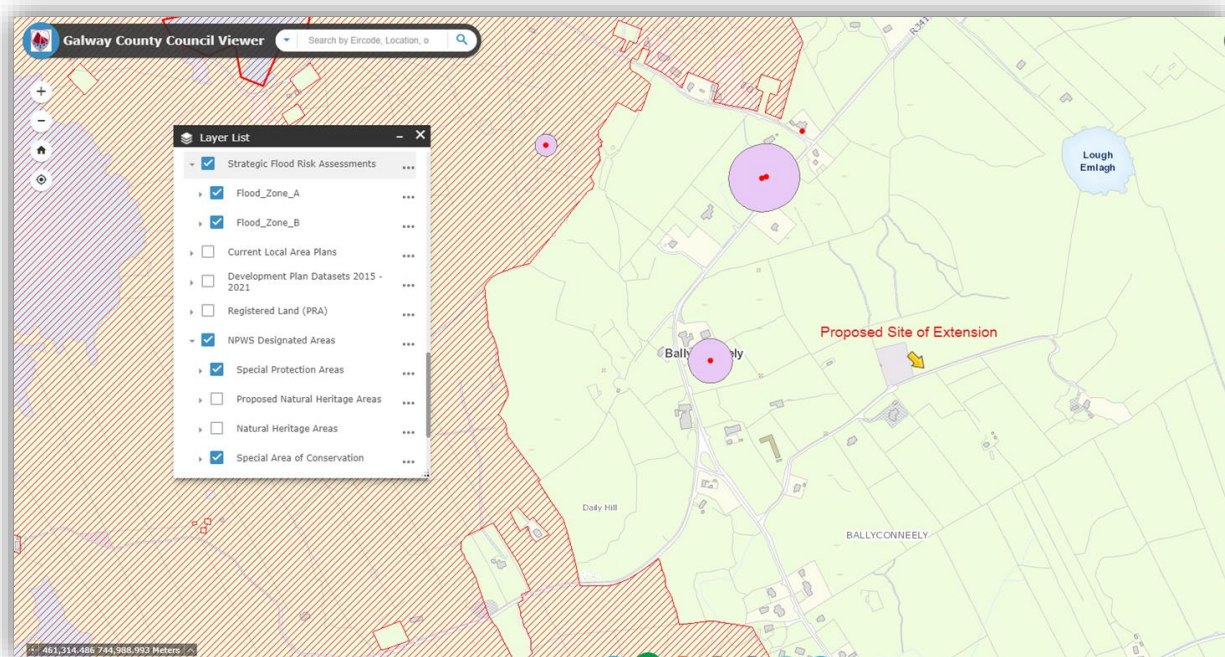 Galway County Council Viewer
Search by Eircode, Location, o
R341
Layer List
Strategic Flood Risk Assessments
Flood_Zone_A
Flood_Zone_B
Current Local Area Plans
Development Plan Datasets 2015 -
2021
Registered Land (PRA)
NPWS Designated Areas
Special Protection Areas
Proposed Natural Heritage Areas
Natural Heritage Areas
Special Area of Conservation
Lough
Emlagh
Proposed Site of Extension
Daily Hill
BALLYCONNEELY
461,314.486 744,988.993 Meters